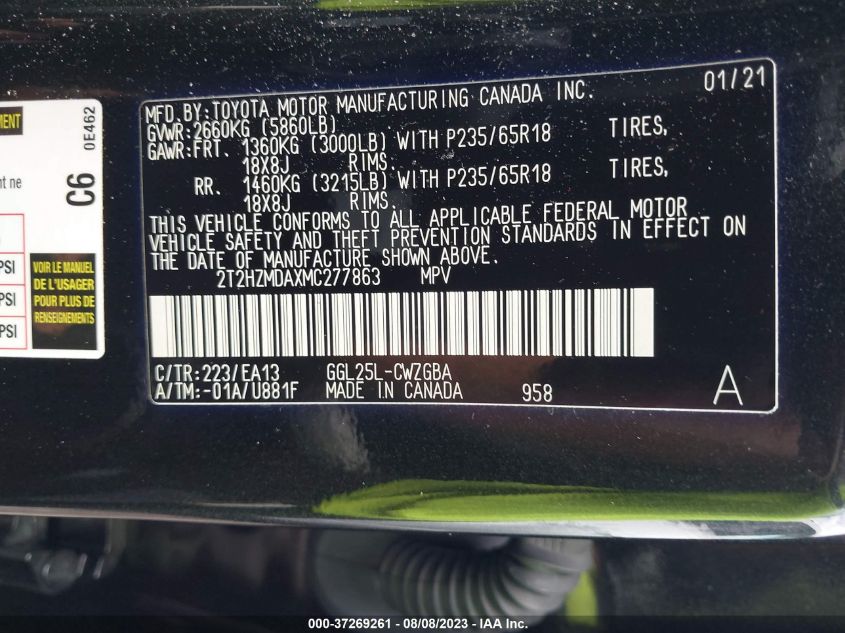 MENT
0E462
C6
t ne
PSI
PSI
PSI
VOIR LE MANUEL
DE L'USAGER
POUR PLUS DE
RENSEIGNEMENTS
01/21
MFD.BY:TOYOTA MOTOR MANUFACTURING CANADA INC.
GVWR:2660KG (5860LB)
GAWR:FRT. 1360KG (3000LB) WITH P235/65R18 TIRES,
18X8J RIMS.
RR. 1460KG (3215LB) WITH P235/65R18 TIRES,
18X8J RIMS.
THIS VEHICLE CONFORMS TO ALL APPLICABLE FEDERAL MOTOR
VEHICLE SAFETY AND THEFT PREVENTION STANDARDS IN EFFECT ON
THE DATE OF MANUFACTURE SHOWN ABOVE.
2T2HZMDAXMC277863 MPV
C/TR:223/EA13 GGL25L-CWZGBA
A/TM:-01A/U881F MADE IN CANADA 958 A
000-37269261 - 08/08/2023 - IAA Inc.